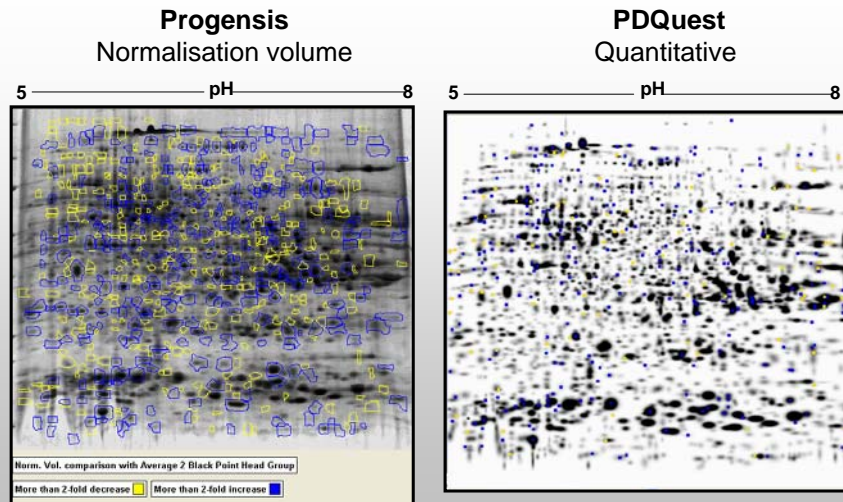 Progensis
Normalisation volume
5 pH 8
Norm. Vol. comparison with Average 2 Black Point Head Group
More than 2-fold decrease More than 2-fold increase
PDQuest
Quantitative
5 pH 8